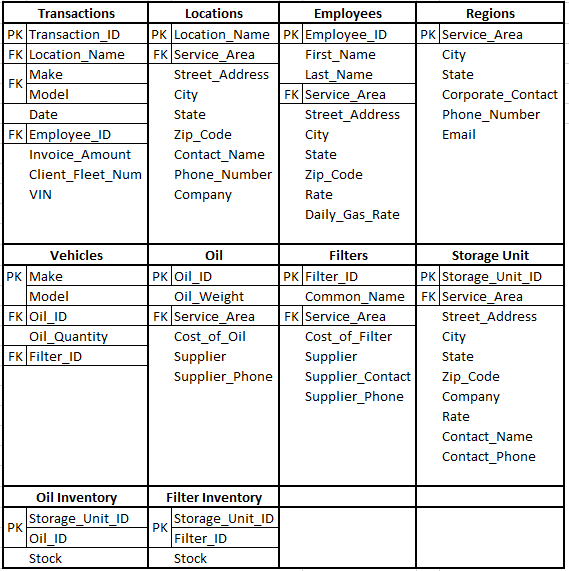 Transactions Locations Employees Regions
PK Transaction_ID PK Location_Name PK Employee_ID PK Service_Area
FK Location_Name FK Service_Area First_Name City
FK Make Street_Address Last_Name State
Model City FK Service_Area Corporate_Contact
Date State Street_Address Phone_Number
FK Employee_ID Zip_Code City Email
Invoice_Amount Contact_Name State
Client_Fleet_Num Phone_Number Zip_Code
VIN Company Rate
Daily_Gas_Rate
Vehicles Oil Filters Storage Unit
PK Make PK Oil_ID PK Filter_ID PK Storage_Unit_ID
Model Oil_Weight Common_Name FK Service_Area
FK Oil_ID FK Service_Area FK Service_Area Street_Address
Oil_Quantity Cost_of_Oil Cost_of_Filter City
FK Filter_ID Supplier Supplier State
Supplier_Phone Supplier_Contact Zip_Code
Supplier_Phone Company
Rate
Contact_Name
Contact_Phone
Oil Inventory Filter Inventory
PK Storage_Unit_ID PK Storage_Unit_ID
Oil_ID Filter_ID
Stock Stock